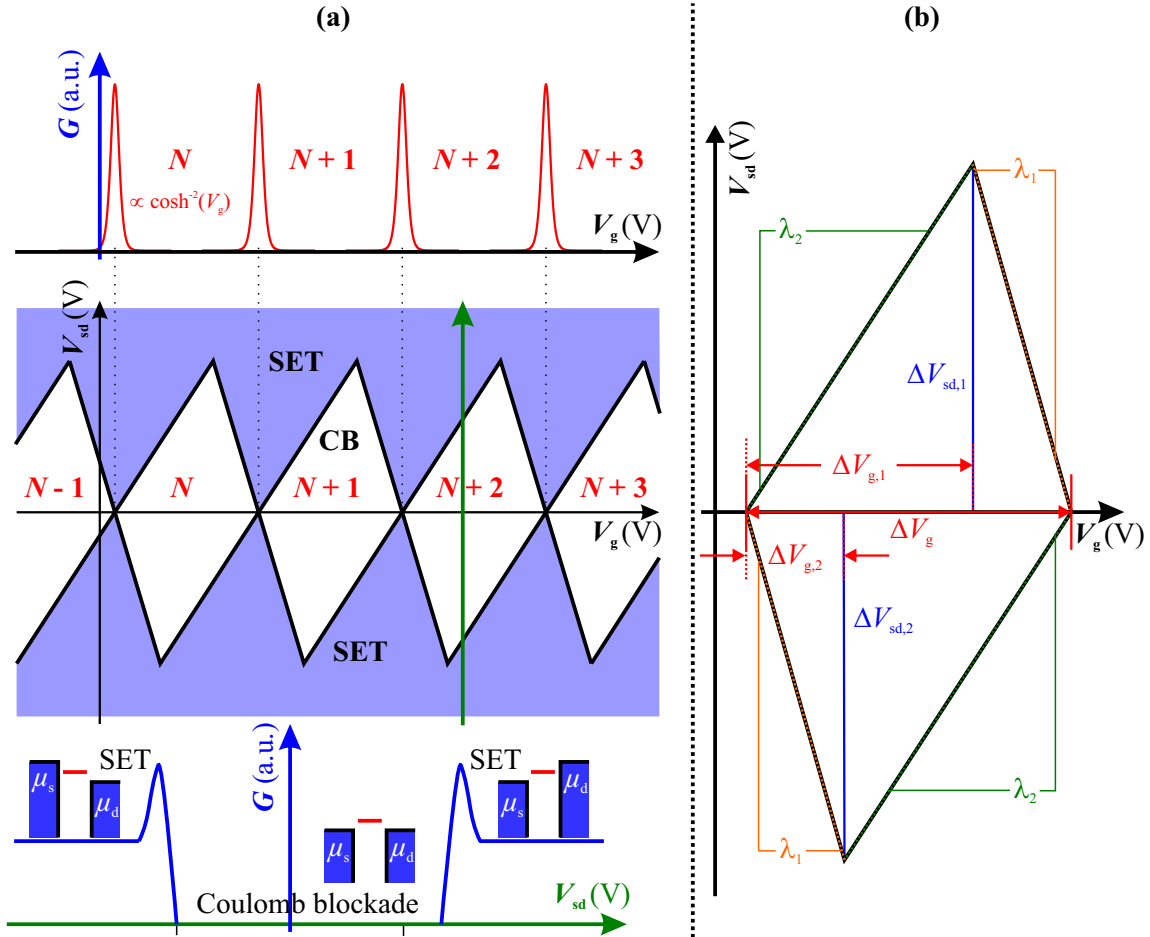 (a)
(b)
G (a.u.)
N
N + 1
N + 2
N + 3
∝ cosh⁻²(Vg)
Vg (V)
Vsd (V)
SET
CB
N - 1
N
N + 1
N + 2
N + 3
Vg (V)
SET
SET
μs
μd
G (a.u.)
μs
μd
SET
μs
μd
Coulomb blockade
Vsd (V)
Vsd (V)
λ1
λ2
ΔVsd,1
ΔVg,1
ΔVg
Vg (V)
ΔVg,2
ΔVsd,2
λ2
λ1